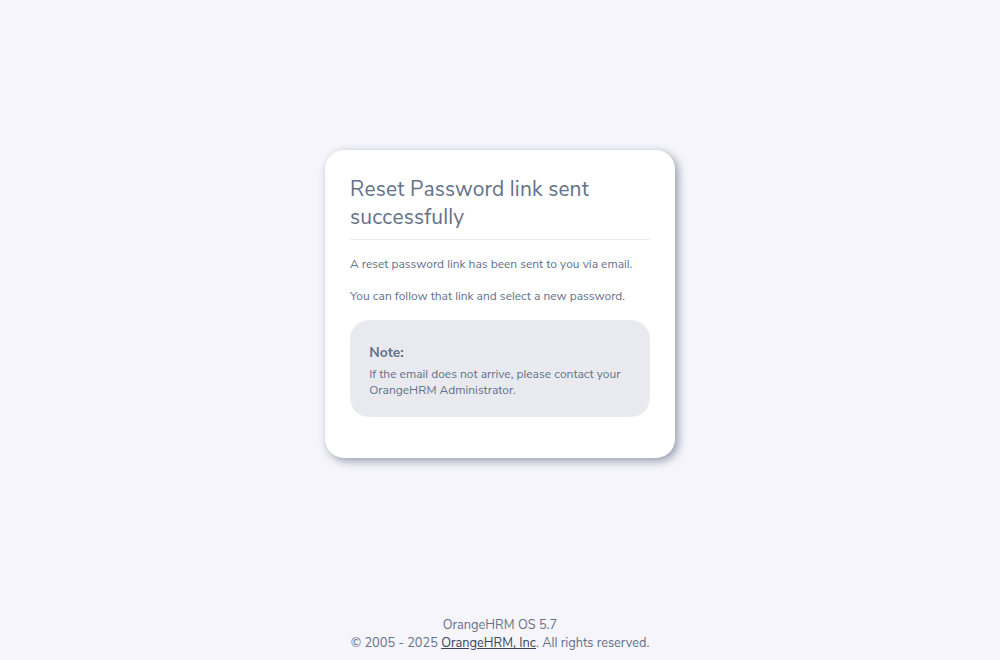 Reset Password link sent
successfully
A reset password link has been sent to you via email.
You can follow that link and select a new password.
Note:
If the email does not arrive, please contact your
OrangeHRM Administrator.
OrangeHRM OS 5.7
© 2005 - 2025 OrangeHRM, Inc. All rights reserved.